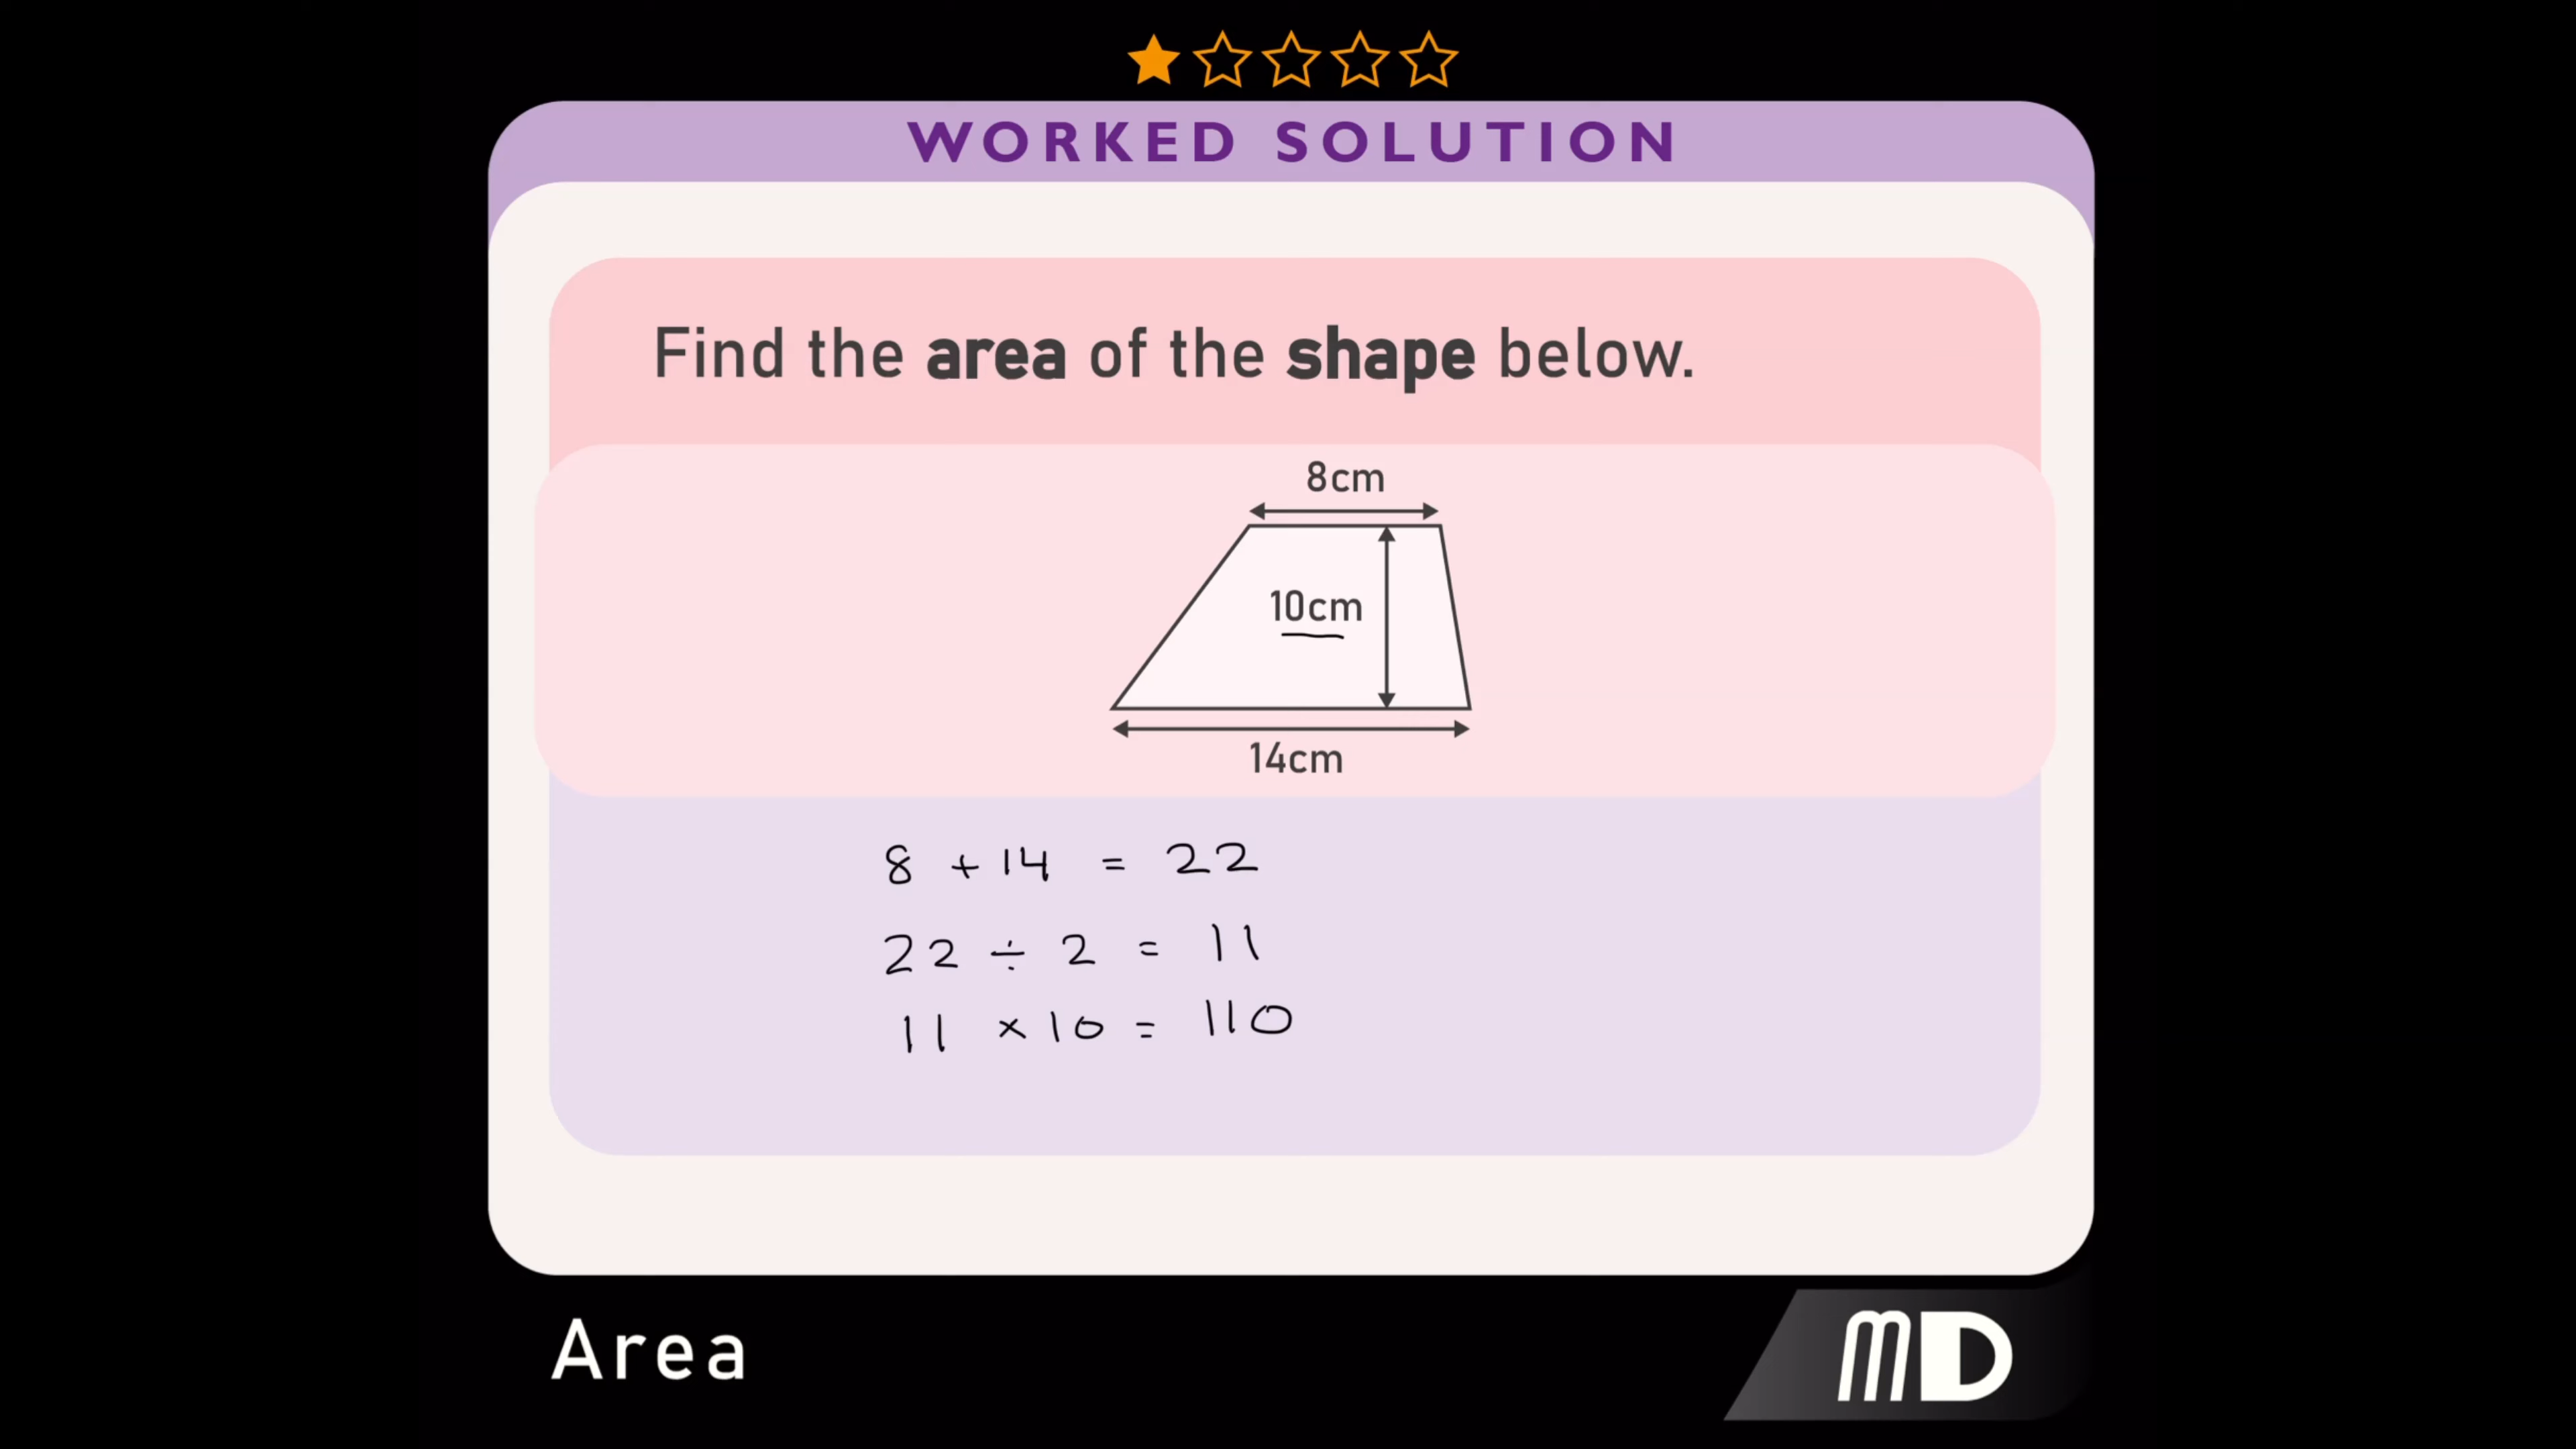 WORKED SOLUTION
Find the area of the shape below.
8cm
10cm
14cm
8 + 14 = 22
22 ÷ 2 = 11
11 × 10 = 110
Area
MD